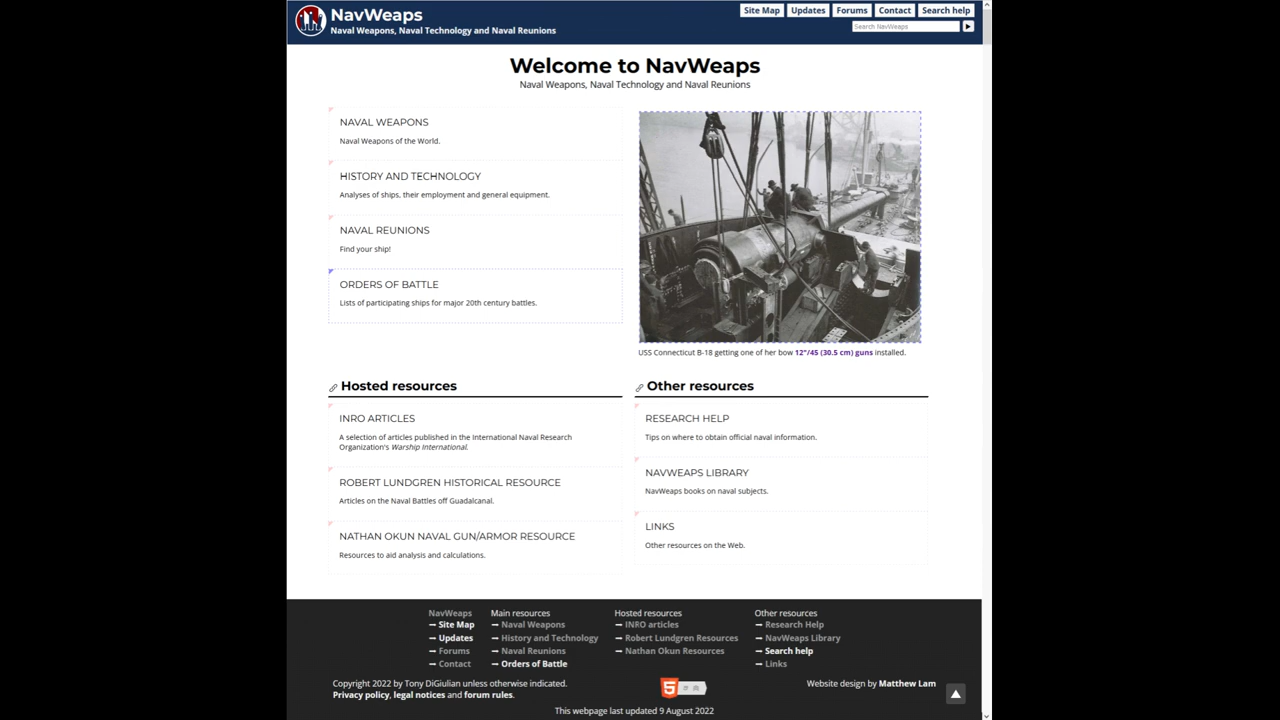 NavWeaps
Naval Weapons, Naval Technology and Naval Reunions
Site Map Updates Forums Contact Search help
Search NavWeaps
Welcome to NavWeaps
Naval Weapons, Naval Technology and Naval Reunions
NAVAL WEAPONS
Naval Weapons of the World.
HISTORY AND TECHNOLOGY
Analyses of ships, their employment and general equipment.
NAVAL REUNIONS
Find your ship!
ORDERS OF BATTLE
Lists of participating ships for major 20th century battles.
USS Connecticut B-18 getting one of her bow 12"/45 (30.5 cm) guns installed.
Hosted resources
INRO ARTICLES
A selection of articles published in the International Naval Research
Organization's Warship International.
ROBERT LUNDGREN HISTORICAL RESOURCE
Articles on the Naval Battles off Guadalcanal.
NATHAN OKUN NAVAL GUN/ARMOR RESOURCE
Resources to aid analysis and calculations.
Other resources
RESEARCH HELP
Tips on where to obtain official naval information.
NAVWEAPS LIBRARY
NavWeaps books on naval subjects.
LINKS
Other resources on the Web.
NavWeaps
Site Map
Updates
Forums
Contact
Main resources
Naval Weapons
History and Technology
Naval Reunions
Orders of Battle
Hosted resources
INRO articles
Robert Lundgren Resources
Nathan Okun Resources
Other resources
Research Help
NavWeaps Library
Search help
Links
Copyright 2022 by Tony DiGiulian unless otherwise indicated.
Privacy policy, legal notices and forum rules.
5
Website design by Matthew Lam
This webpage last updated 9 August 2022